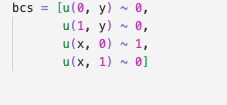 bcs = [u(0, y) ~ 0,
u(1, y) ~ 0,
u(x, 0) ~ 1,
u(x, 1) ~ 0]